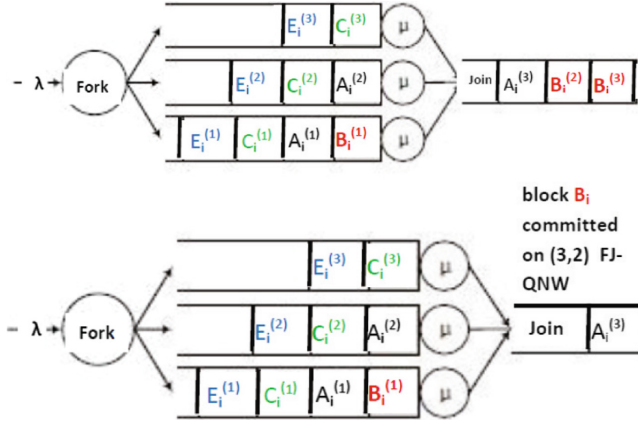 E_i^(3) C_i^(3) μ
- λ Fork E_i^(2) C_i^(2) A_i^(2) μ Join A_i^(3) B_i^(2) B_i^(3)
E_i^(1) C_i^(1) A_i^(1) B_i^(1) μ
block B_i
committed
on (3,2) FJ-
QNW
E_i^(3) C_i^(3) μ
- λ Fork E_i^(2) C_i^(2) A_i^(2) μ Join A_i^(3)
E_i^(1) C_i^(1) A_i^(1) B_i^(1) μ